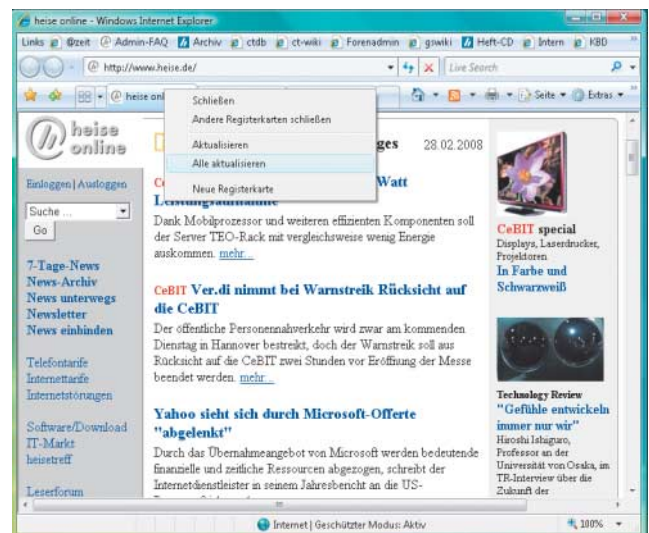 heise online - Windows Internet Explorer
Links @zeit Admin-FAQ Archiv ctdb ct-wiki Forenadmin gswiki Heft-CD Intern KBD
http://www.heise.de/ Live Search
heise onl Seite Extras
Schließen
Andere Registerkarten schließen
Aktualisieren
Alle aktualisieren
Neue Registerkarte
heise online
Einloggen | Ausloggen
Suche ...
Go
7-Tage-News
News-Archiv
News unterwegs
Newsletter
News einbinden
Telefontarife
Internettarife
Internetstörungen
Software/Download
IT-Markt
heisetreff
Leserforum
ges 28.02.2008
Watt
Leistungsaufnahme
Dank Mobilprozessor und weiteren effizienten Komponenten soll
der Server TEO-Rack mit vergleichsweise wenig Energie
auskommen. mehr...
CeBIT Ver.di nimmt bei Warnstreik Rücksicht auf
die CeBIT
Der öffentliche Personennahverkehr wird zwar am kommenden
Dienstag in Hannover bestreikt, doch der Warnstreik soll aus
Rücksicht auf die CeBIT zwei Stunden vor Eröffnung der Messe
beendet werden. mehr...
Yahoo sieht sich durch Microsoft-Offerte
"abgelenkt"
Durch das Übernahmeangebot von Microsoft werden bedeutende
finanzielle und zeitliche Ressourcen abgezogen, schreibt der
Internetdienstleister in seinem Jahresbericht an die US-
CeBIT special
Displays, Laserdrucker,
Projektoren
In Farbe und
Schwarzweiß
Technology Review
"Gefühle entwickeln
immer nur wir"
Hiroshi Ishiguro,
Professor an der
Universität von Osaka, im
TR-Interview über die
Zukunft der
Internet | Geschützter Modus: Aktiv 100%